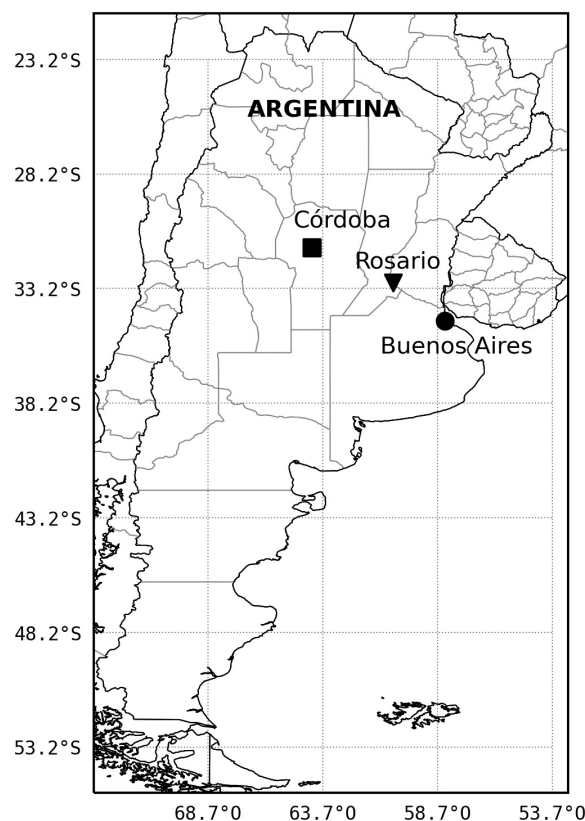 23.2°S
ARGENTINA
28.2°S
Córdoba
Rosario
33.2°S
Buenos Aires
38.2°S
43.2°S
48.2°S
53.2°S
68.7°O 63.7°O 58.7°O 53.7°O